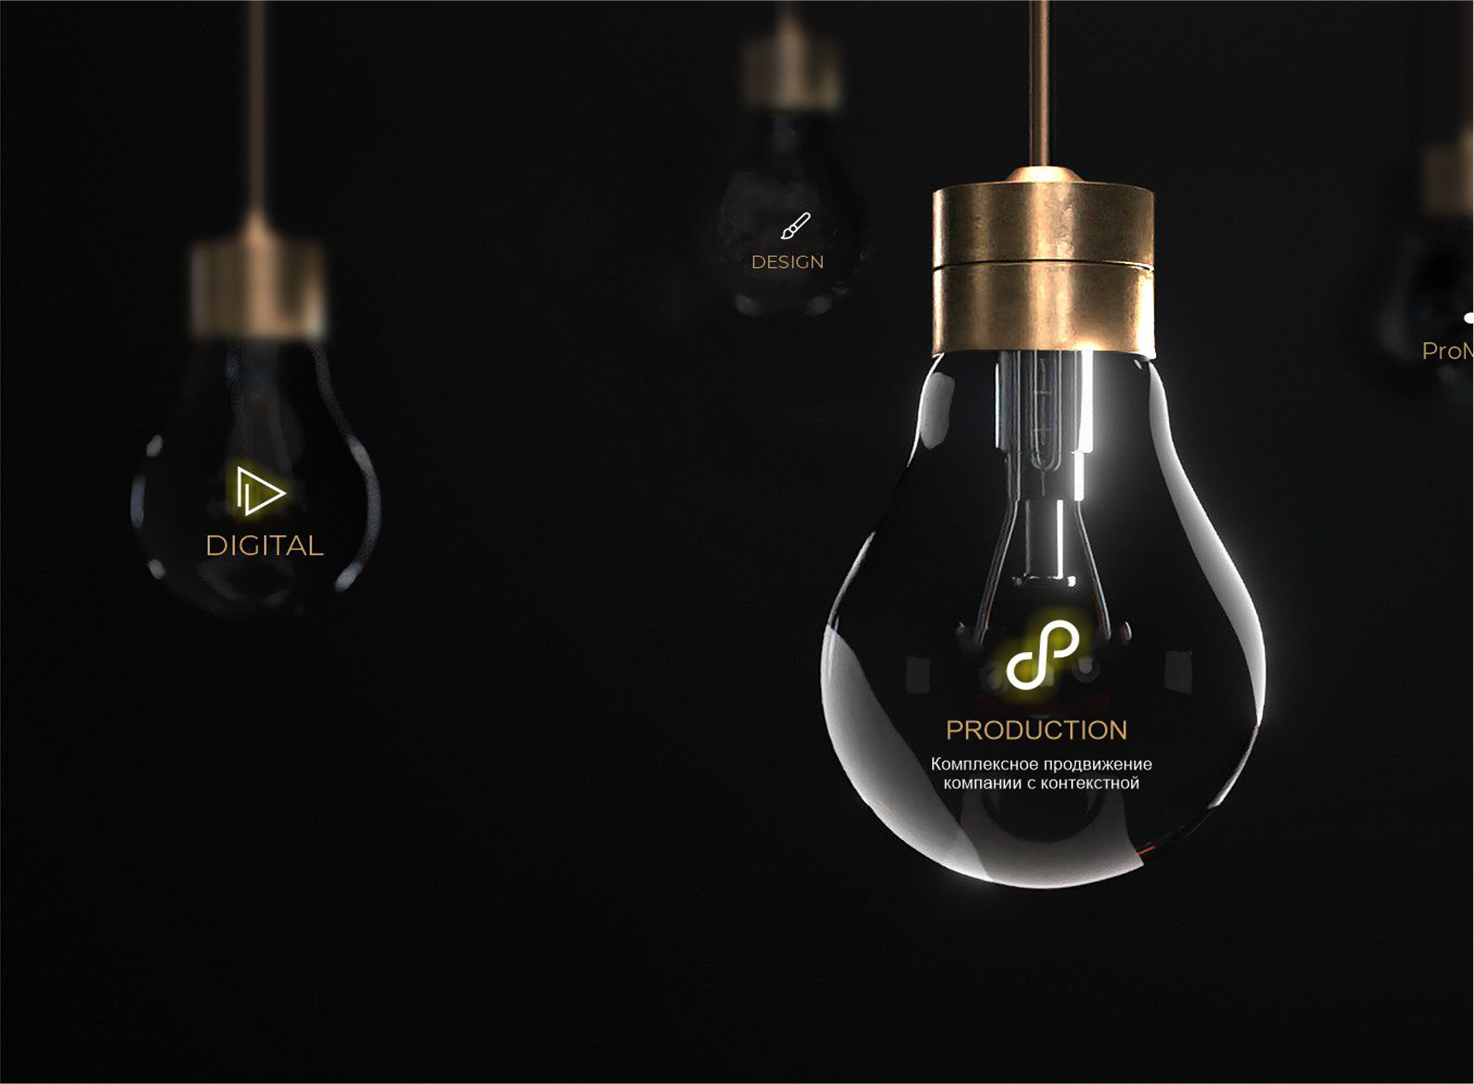 DESIGN
DIGITAL
PRODUCTION
Комплексное продвижение
компании с контекстной